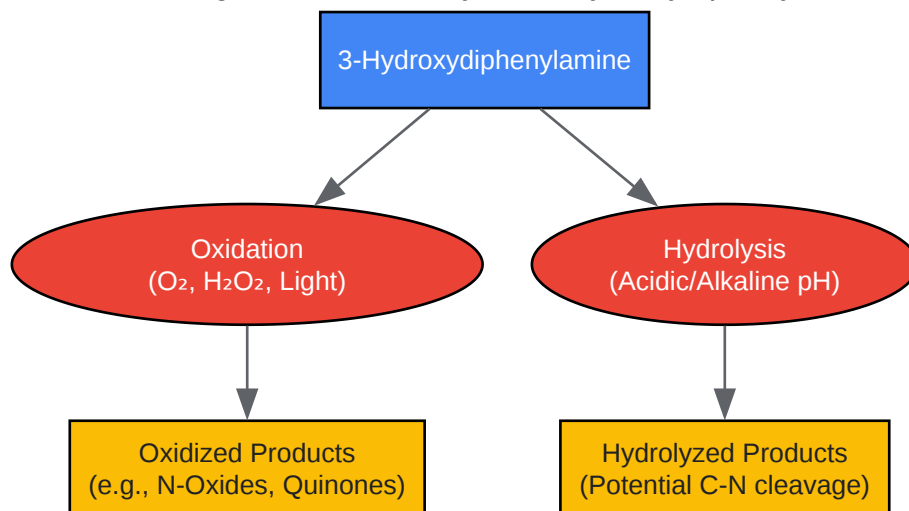 3-Hydroxydiphenylamine
Oxidation
(O₂, H₂O₂, Light)
Hydrolysis
(Acidic/Alkaline pH)
Oxidized Products
(e.g., N-Oxides, Quinones)
Hydrolyzed Products
(Potential C-N cleavage)